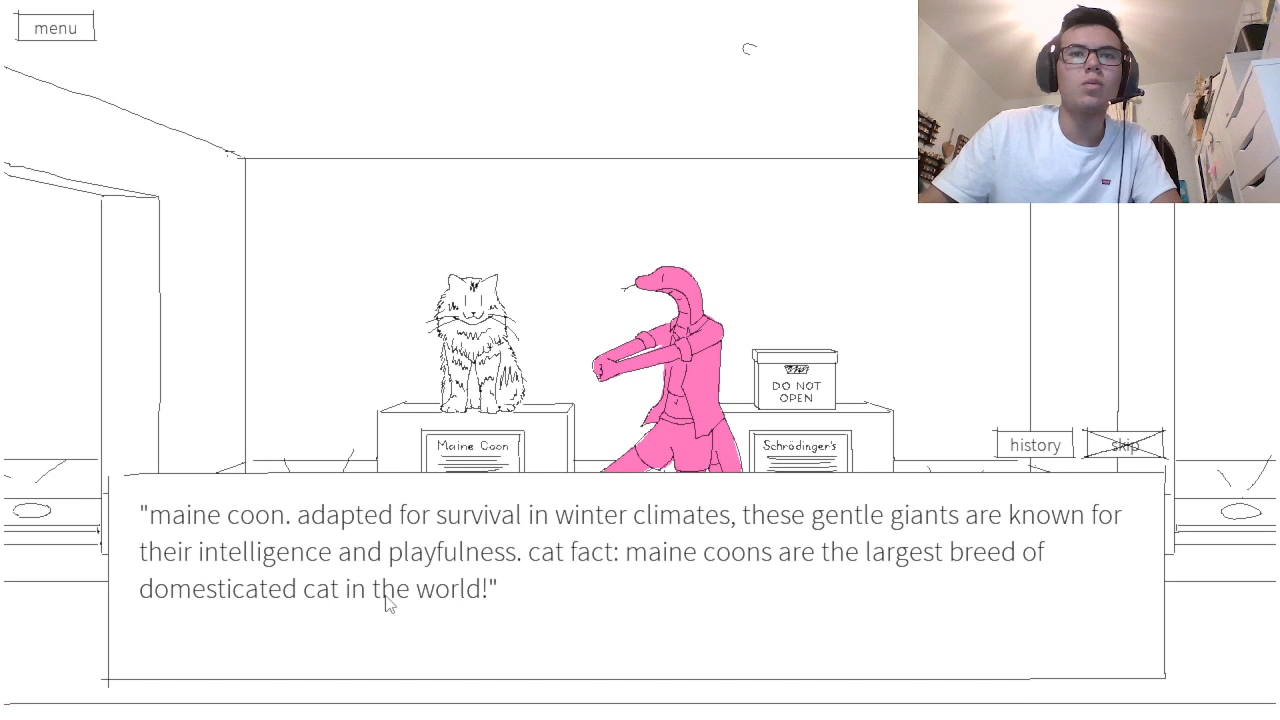 menu
Maine Coon
DO NOT
OPEN
Schrödinger's
history
skip
"maine coon. adapted for survival in winter climates, these gentle giants are known for
their intelligence and playfulness. cat fact: maine coons are the largest breed of
domesticated cat in the world!"